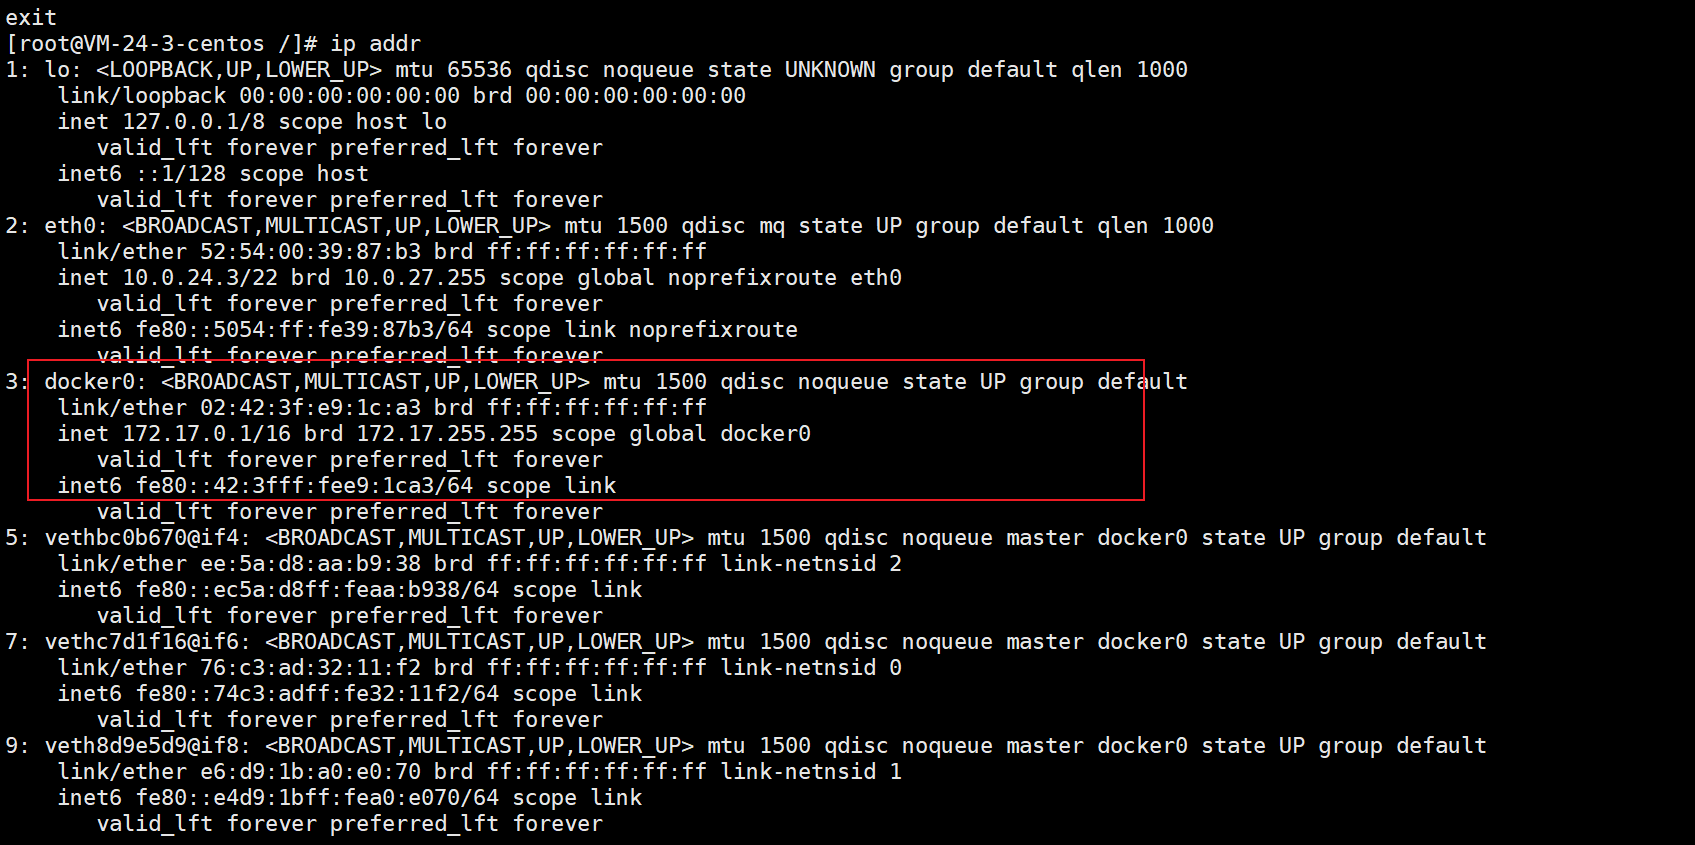 exit
[root@VM-24-3-centos /]# ip addr
1: lo: <LOOPBACK,UP,LOWER_UP> mtu 65536 qdisc noqueue state UNKNOWN group default qlen 1000
    link/loopback 00:00:00:00:00:00 brd 00:00:00:00:00:00
    inet 127.0.0.1/8 scope host lo
       valid_lft forever preferred_lft forever
    inet6 ::1/128 scope host
       valid_lft forever preferred_lft forever
2: eth0: <BROADCAST,MULTICAST,UP,LOWER_UP> mtu 1500 qdisc mq state UP group default qlen 1000
    link/ether 52:54:00:39:87:b3 brd ff:ff:ff:ff:ff:ff
    inet 10.0.24.3/22 brd 10.0.27.255 scope global noprefixroute eth0
       valid_lft forever preferred_lft forever
    inet6 fe80::5054:ff:fe39:87b3/64 scope link noprefixroute
       valid_lft forever preferred_lft forever
3: docker0: <BROADCAST,MULTICAST,UP,LOWER_UP> mtu 1500 qdisc noqueue state UP group default
    link/ether 02:42:3f:e9:1c:a3 brd ff:ff:ff:ff:ff:ff
    inet 172.17.0.1/16 brd 172.17.255.255 scope global docker0
       valid_lft forever preferred_lft forever
    inet6 fe80::42:3fff:fee9:1ca3/64 scope link
       valid_lft forever preferred_lft forever
5: vethbc0b670@if4: <BROADCAST,MULTICAST,UP,LOWER_UP> mtu 1500 qdisc noqueue master docker0 state UP group default
    link/ether ee:5a:d8:aa:b9:38 brd ff:ff:ff:ff:ff:ff link-netnsid 2
    inet6 fe80::ec5a:d8ff:feaa:b938/64 scope link
       valid_lft forever preferred_lft forever
7: vethc7d1f16@if6: <BROADCAST,MULTICAST,UP,LOWER_UP> mtu 1500 qdisc noqueue master docker0 state UP group default
    link/ether 76:c3:ad:32:11:f2 brd ff:ff:ff:ff:ff:ff link-netnsid 0
    inet6 fe80::74c3:adff:fe32:11f2/64 scope link
       valid_lft forever preferred_lft forever
9: veth8d9e5d9@if8: <BROADCAST,MULTICAST,UP,LOWER_UP> mtu 1500 qdisc noqueue master docker0 state UP group default
    link/ether e6:d9:1b:a0:e0:70 brd ff:ff:ff:ff:ff:ff link-netnsid 1
    inet6 fe80::e4d9:1bff:fea0:e070/64 scope link
       valid_lft forever preferred_lft forever